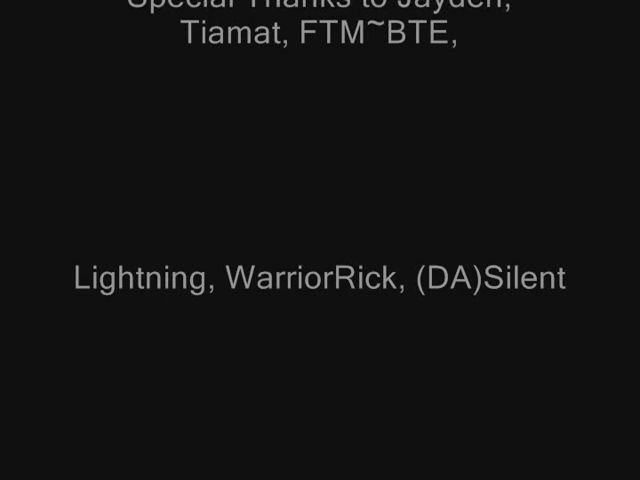 Special Thanks to Jayden,
Tiamat, FTM~BTE,
Lightning, WarriorRick, (DA)Silent